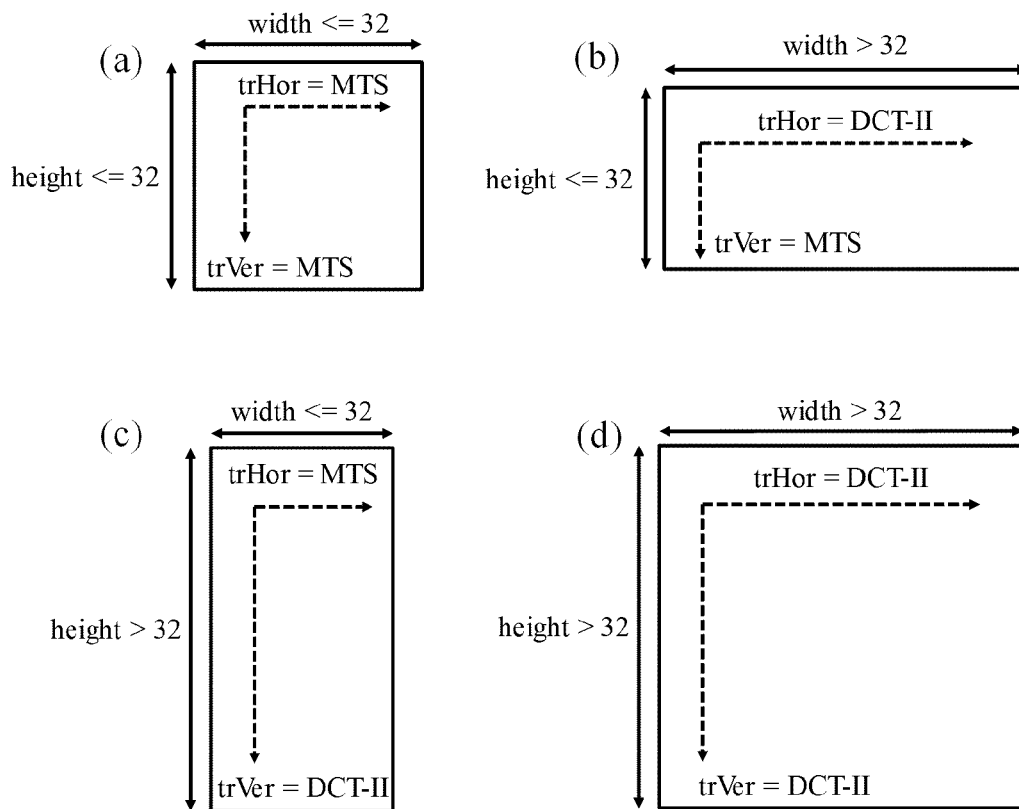 (a)
width <= 32
trHor = MTS
height <= 32
trVer = MTS
(b)
width > 32
trHor = DCT-II
height <= 32
trVer = MTS
(c)
width <= 32
trHor = MTS
height > 32
trVer = DCT-II
(d)
width > 32
trHor = DCT-II
height > 32
trVer = DCT-II